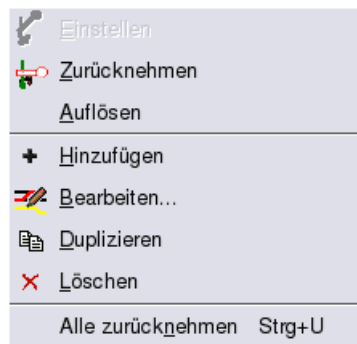 Einstellen
Zurücknehmen
Auflösen
Hinzufügen
Bearbeiten...
Duplizieren
Löschen
Alle zurücknehmen Strg+U